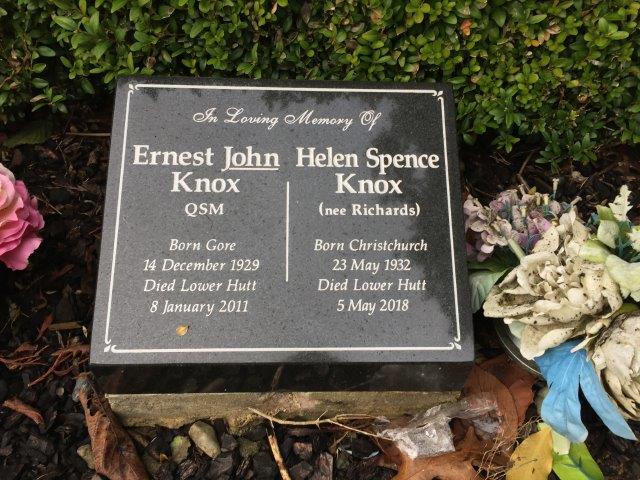 In Loving Memory Of
Ernest John
Knox
QSM
Born Gore
14 December 1929
Died Lower Hutt
8 January 2011
Helen Spence
Knox
(nee Richards)
Born Christchurch
23 May 1932
Died Lower Hutt
5 May 2018